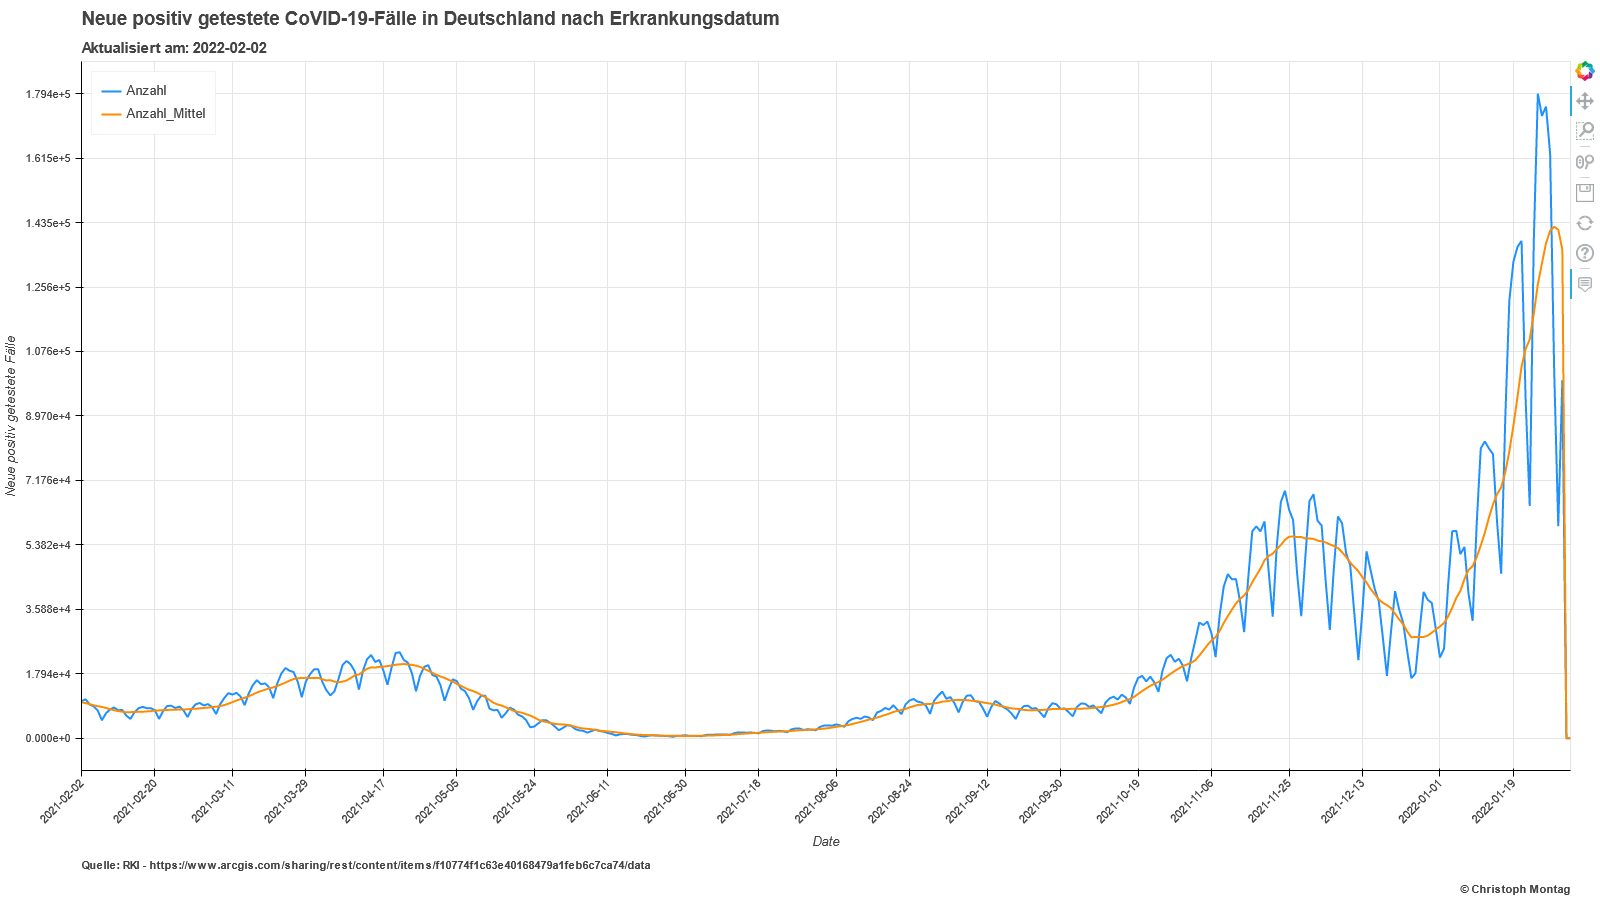 Neue positiv getestete CoVID-19-Fälle in Deutschland nach Erkrankungsdatum
Aktualisiert am: 2022-02-02
Anzahl
Anzahl_Mittel
1.794e+5
1.615e+5
1.435e+5
1.256e+5
1.076e+5
8.970e+4
7.176e+4
5.382e+4
3.588e+4
1.794e+4
0.000e+0
Neue positiv getestete Fälle
2021-02-02
2021-02-20
2021-03-11
2021-03-29
2021-04-17
2021-05-05
2021-05-24
2021-06-11
2021-06-30
2021-07-18
2021-08-06
2021-08-24
2021-09-12
2021-09-30
2021-10-19
2021-11-06
2021-11-25
2021-12-13
2022-01-01
2022-01-19
Date
Quelle: RKI - https://www.arcgis.com/sharing/rest/content/items/f10774f1c63e40168479a1feb6c7ca74/data
© Christoph Montag